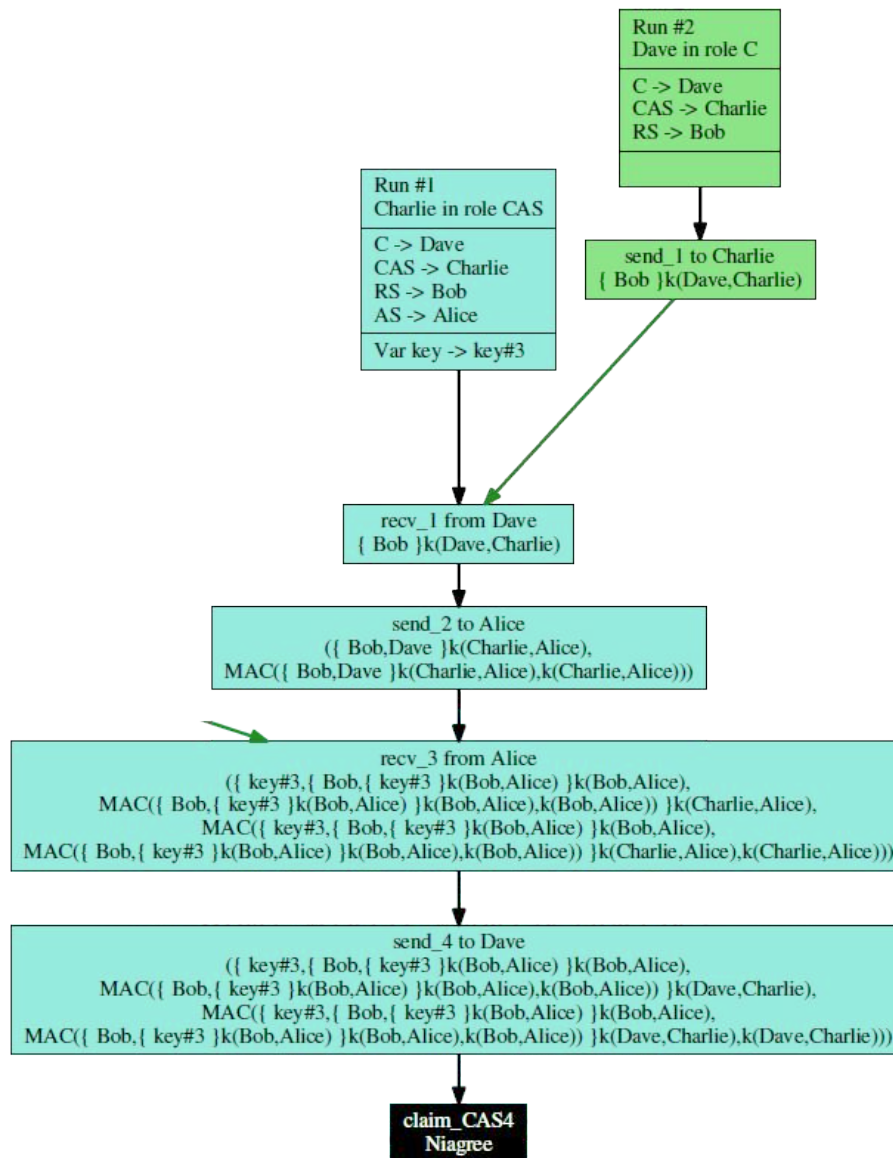 Run #2
Dave in role C
C -> Dave
CAS -> Charlie
RS -> Bob
Run #1
Charlie in role CAS
C -> Dave
CAS -> Charlie
RS -> Bob
AS -> Alice
Var key -> key#3
send_1 to Charlie
{ Bob }k(Dave,Charlie)
recv_1 from Dave
{ Bob }k(Dave,Charlie)
send_2 to Alice
({ Bob,Dave }k(Charlie,Alice),
MAC({ Bob,Dave }k(Charlie,Alice),k(Charlie,Alice)))
recv_3 from Alice
({ key#3,{ Bob,{ key#3 }k(Bob,Alice) }k(Bob,Alice),
MAC({ Bob,{ key#3 }k(Bob,Alice) }k(Bob,Alice),k(Bob,Alice)) }k(Charlie,Alice),
MAC({ key#3,{ Bob,{ key#3 }k(Bob,Alice) }k(Bob,Alice),
MAC({ Bob,{ key#3 }k(Bob,Alice) }k(Bob,Alice),k(Bob,Alice)) }k(Charlie,Alice),k(Charlie,Alice)))
send_4 to Dave
({ key#3,{ Bob,{ key#3 }k(Bob,Alice) }k(Bob,Alice),
MAC({ Bob,{ key#3 }k(Bob,Alice) }k(Bob,Alice),k(Bob,Alice)) }k(Dave,Charlie),
MAC({ key#3,{ Bob,{ key#3 }k(Bob,Alice) }k(Bob,Alice),
MAC({ Bob,{ key#3 }k(Bob,Alice) }k(Bob,Alice),k(Bob,Alice)) }k(Dave,Charlie),k(Dave,Charlie)))
claim_CAS4
Niagree